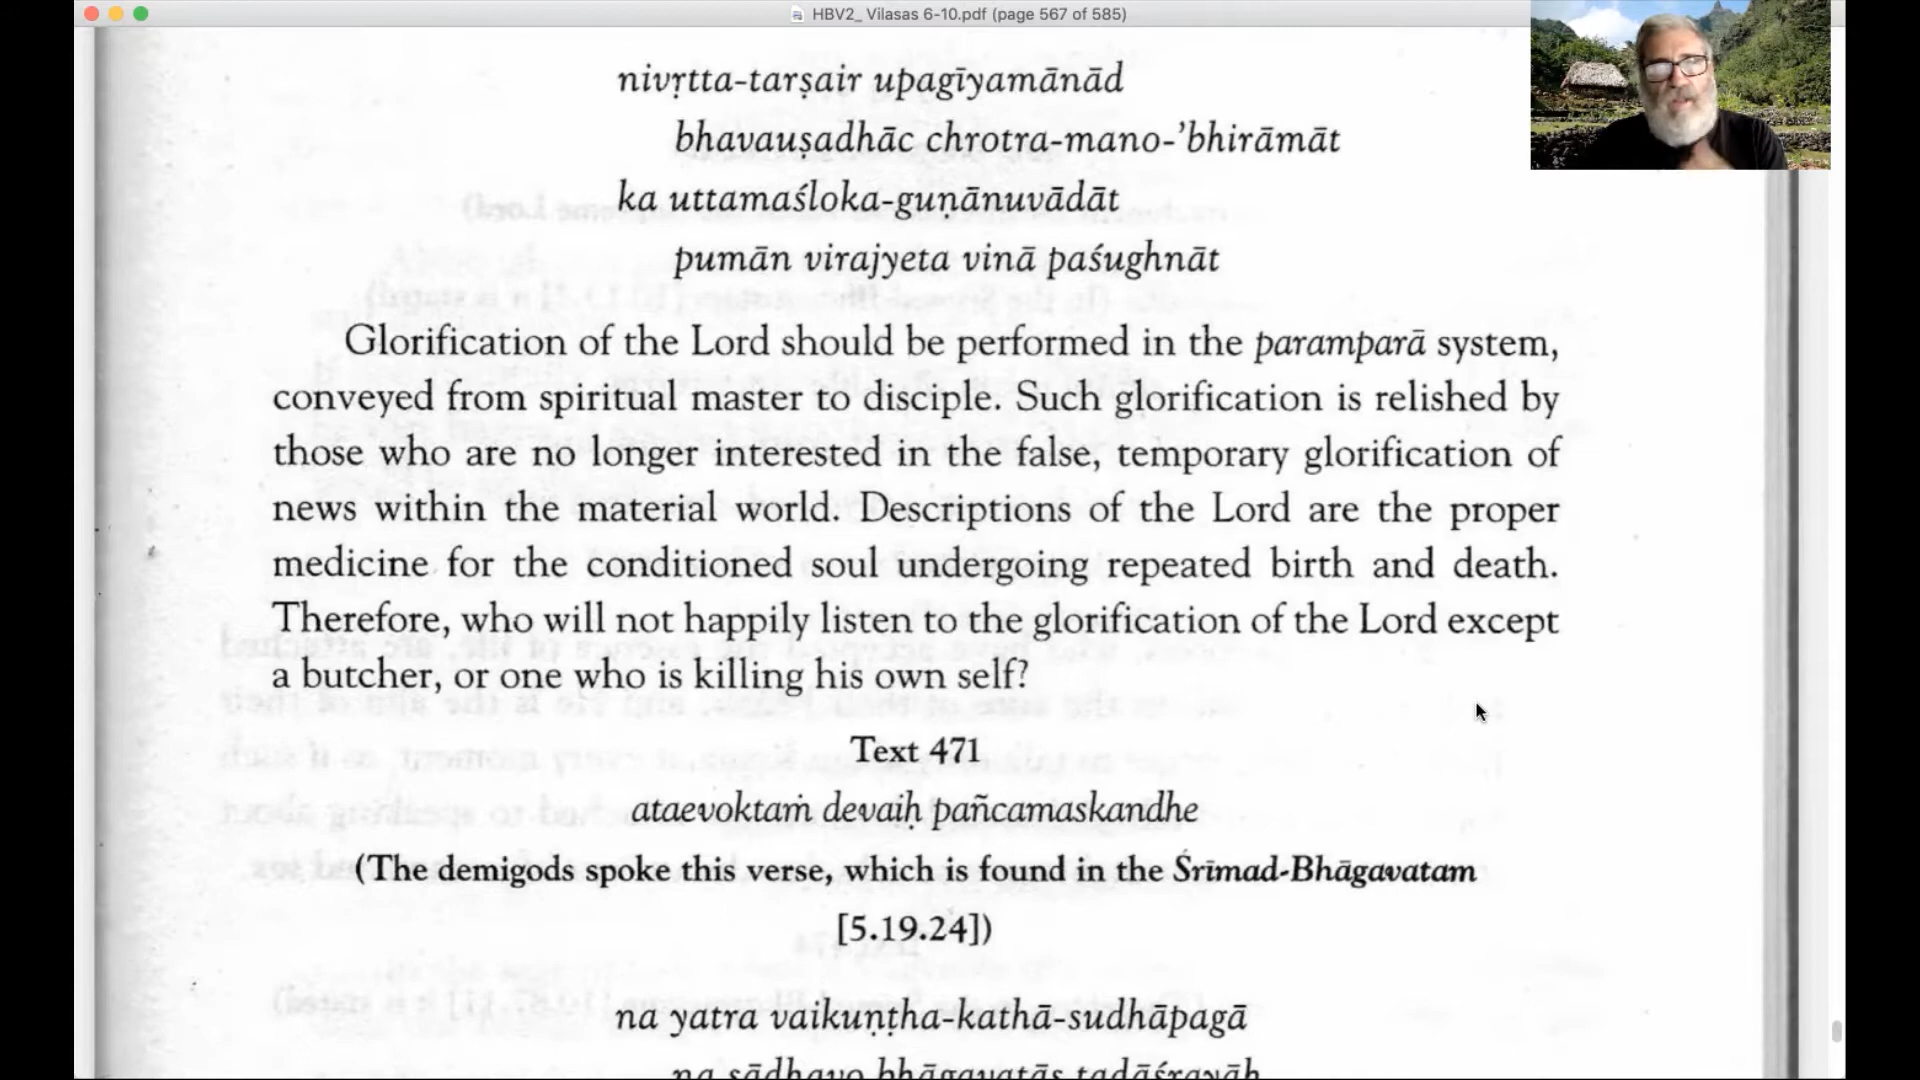 HBV2_ Vilasas 6-10.pdf (page 567 of 585)
nivṛtta-tarṣair upagīyamānād
bhavauṣadhāc chrotra-mano-'bhirāmāt
ka uttamaśloka-guṇānuvādāt
pumān virajyeta vinā paśughnāt
Glorification of the Lord should be performed in the paramparā system,
conveyed from spiritual master to disciple. Such glorification is relished by
those who are no longer interested in the false, temporary glorification of
news within the material world. Descriptions of the Lord are the proper
medicine for the conditioned soul undergoing repeated birth and death.
Therefore, who will not happily listen to the glorification of the Lord except
a butcher, or one who is killing his own self?
Text 471
ataevoktaṁ devaiḥ pañcamaskandhe
(The demigods spoke this verse, which is found in the Śrīmad-Bhāgavatam
[5.19.24])
na yatra vaikuṇṭha-kathā-sudhāpagā
na sādhavo bhāgavatās tadāśrayāḥ